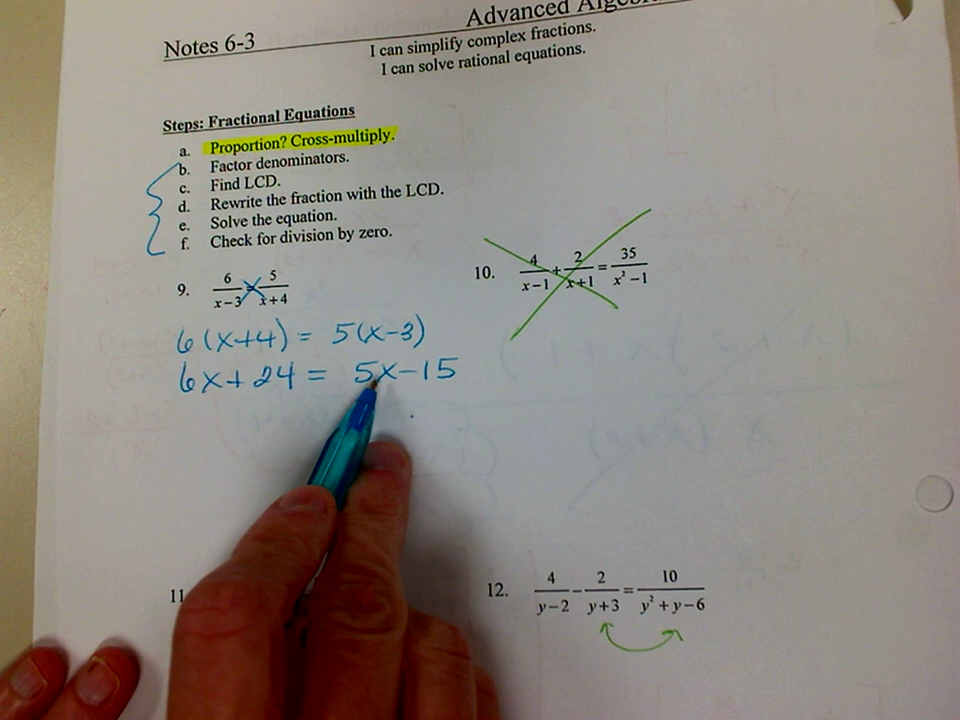 Advanced
Notes 6-3
I can simplify complex fractions.
I can solve rational equations.
Steps: Fractional Equations
a. Proportion? Cross-multiply.
b. Factor denominators.
c. Find LCD.
d. Rewrite the fraction with the LCD.
e. Solve the equation.
f. Check for division by zero.
9. 6/(x-3) = 5/(x+4)
10. 4/(x-1) + 2/(x+1) = 35/(x²-1)
6(x+4) = 5(x-3)
6x+24 = 5x-15
11
12. 4/(y-2) - 2/(y+3) = 10/(y²+y-6)